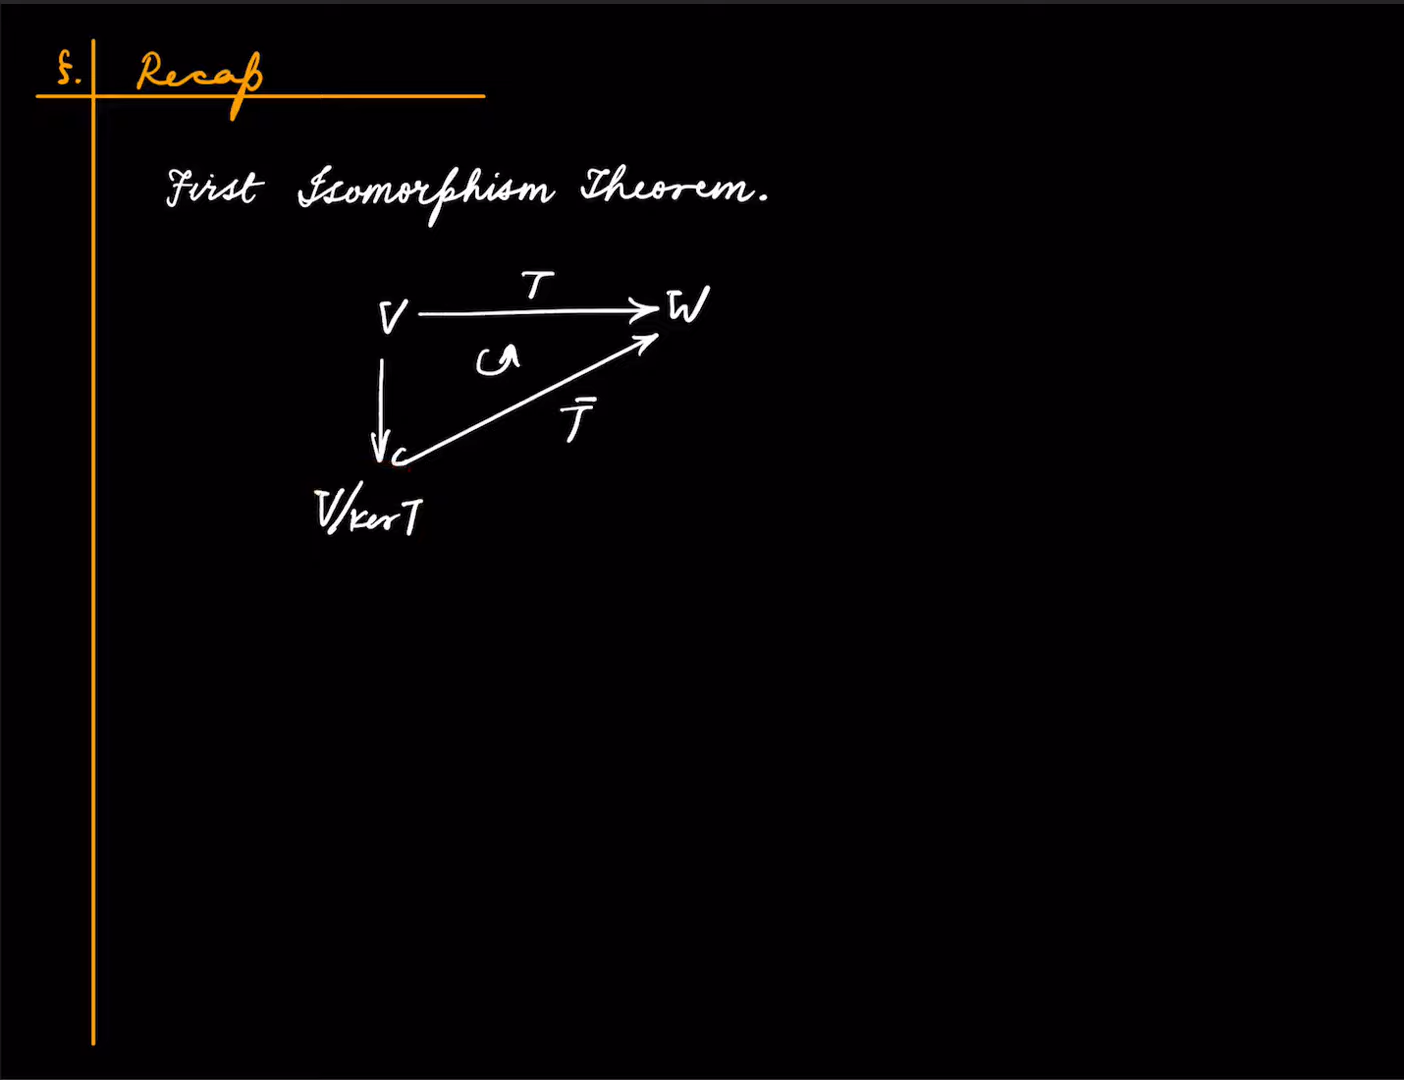 §. Recap
First Isomorphism Theorem.
T
V W
T̄
V/ker T